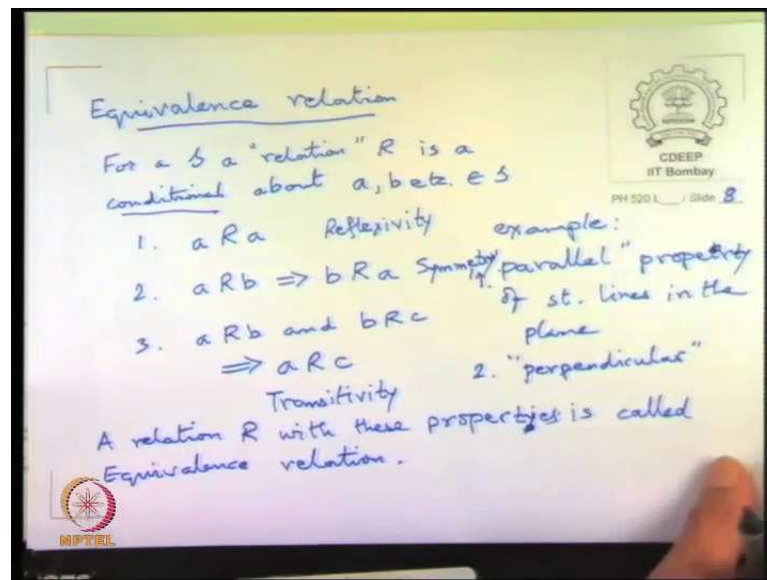 Equivalence relation
For a S a "relation" R is a
conditional about a, b etc. ∈ S
1. a R a Reflexivity
2. a R b ⇒ b R a Symmetry
3. a R b and b R c
⇒ a R c
Transitivity
example:
1. "parallel" property
of st. lines in the
plane
2. "perpendicular"
A relation R with these properties is called
Equivalence relation.
CDEEP
IIT Bombay
PH 520 L__ / Slide 8
NPTEL